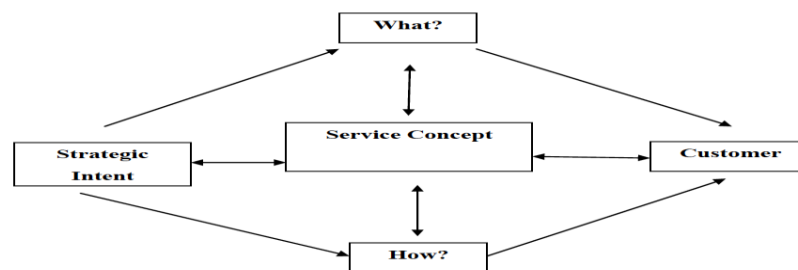 What?
Service Concept
Strategic
Intent
Customer
How?